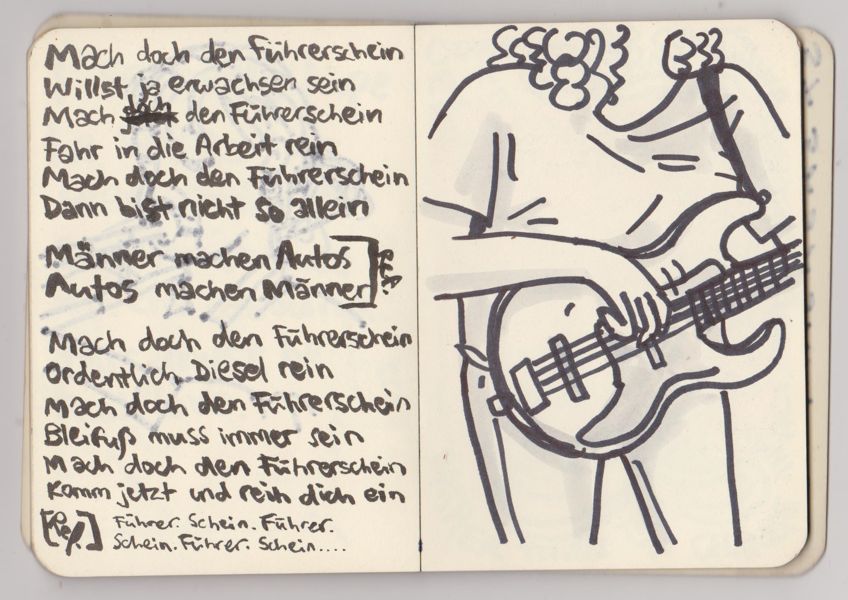 Mach doch den Führerschein
Willst ja erwachsen sein
Mach den Führerschein
Fahr in die Arbeit rein
Mach doch den Führerschein
Dann bist nicht so allein
Männer machen Autos
Autos machen Männer
REP.
Mach doch den Führerschein
Ordentlich Diesel rein
Mach doch den Führerschein
Bleifuß muss immer sein
Mach doch den Führerschein
Komm jetzt und reih dich ein
[Rep.] Führer. Schein. Führer.
Schein. Führer. Schein....